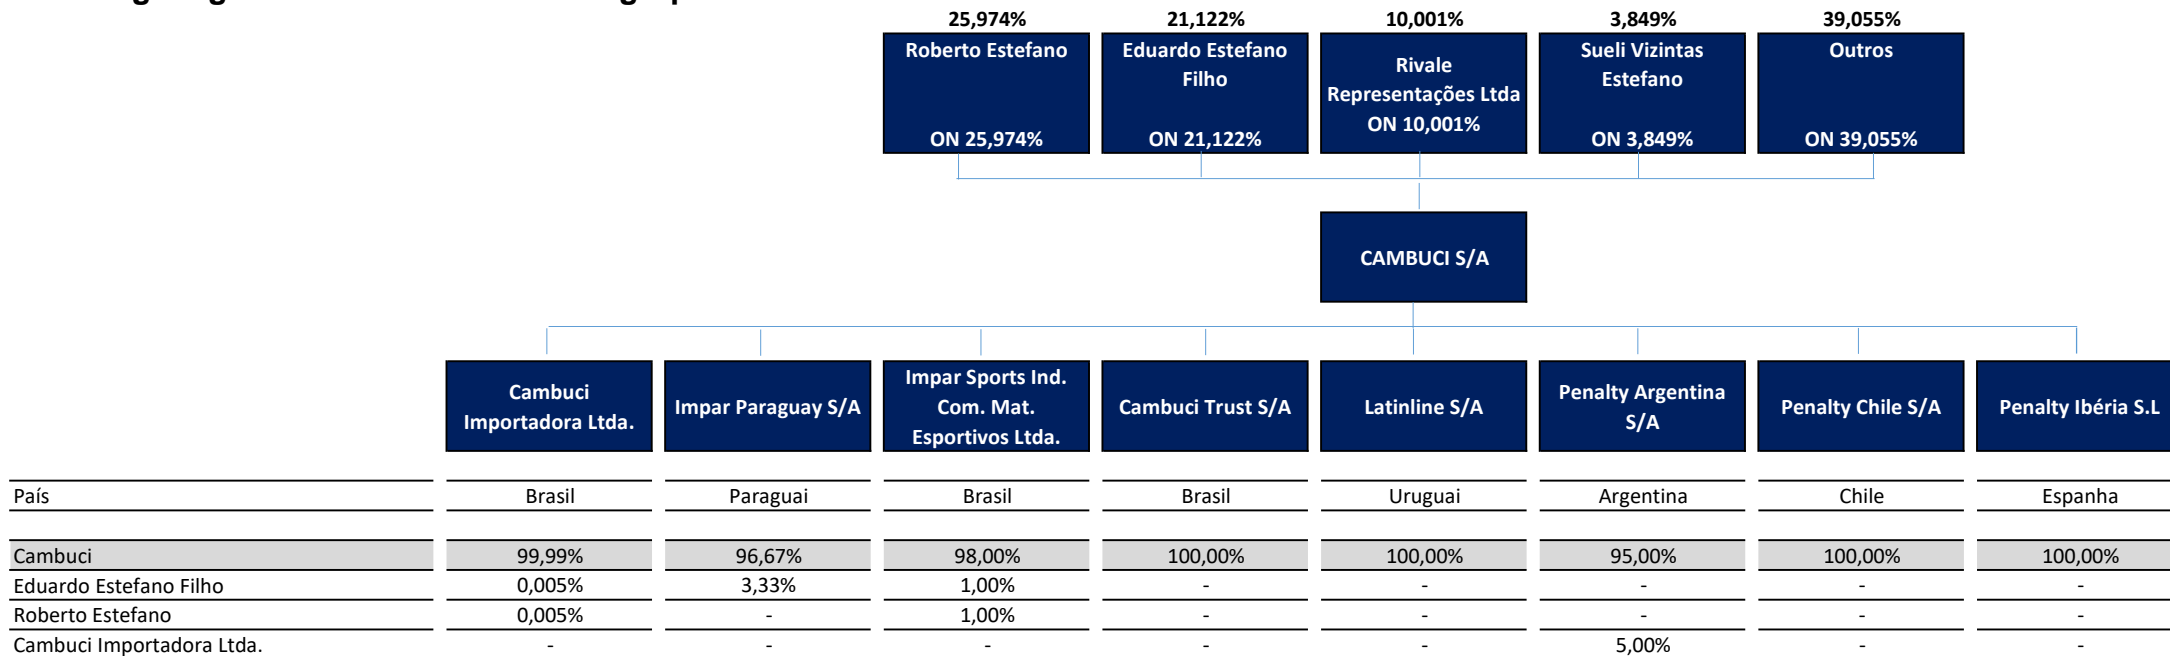 25,974% 21,122% 10,001% 3,849% 39,055%
Roberto Estefano
ON 25,974%
Eduardo Estefano
Filho
ON 21,122%
Rivale
Representações Ltda
ON 10,001%
Sueli Vizintas
Estefano
ON 3,849%
Outros
ON 39,055%
CAMBUCI S/A
Cambuci
Importadora Ltda.
Impar Paraguay S/A
Impar Sports Ind.
Com. Mat.
Esportivos Ltda.
Cambuci Trust S/A
Latinline S/A
Penalty Argentina
S/A
Penalty Chile S/A
Penalty Ibéria S.L
País Brasil Paraguai Brasil Brasil Uruguai Argentina Chile Espanha
Cambuci 99,99% 96,67% 98,00% 100,00% 100,00% 95,00% 100,00% 100,00%
Eduardo Estefano Filho 0,005% 3,33% 1,00% - - - - -
Roberto Estefano 0,005% - 1,00% - - - - -
Cambuci Importadora Ltda. - - - - - 5,00% - -